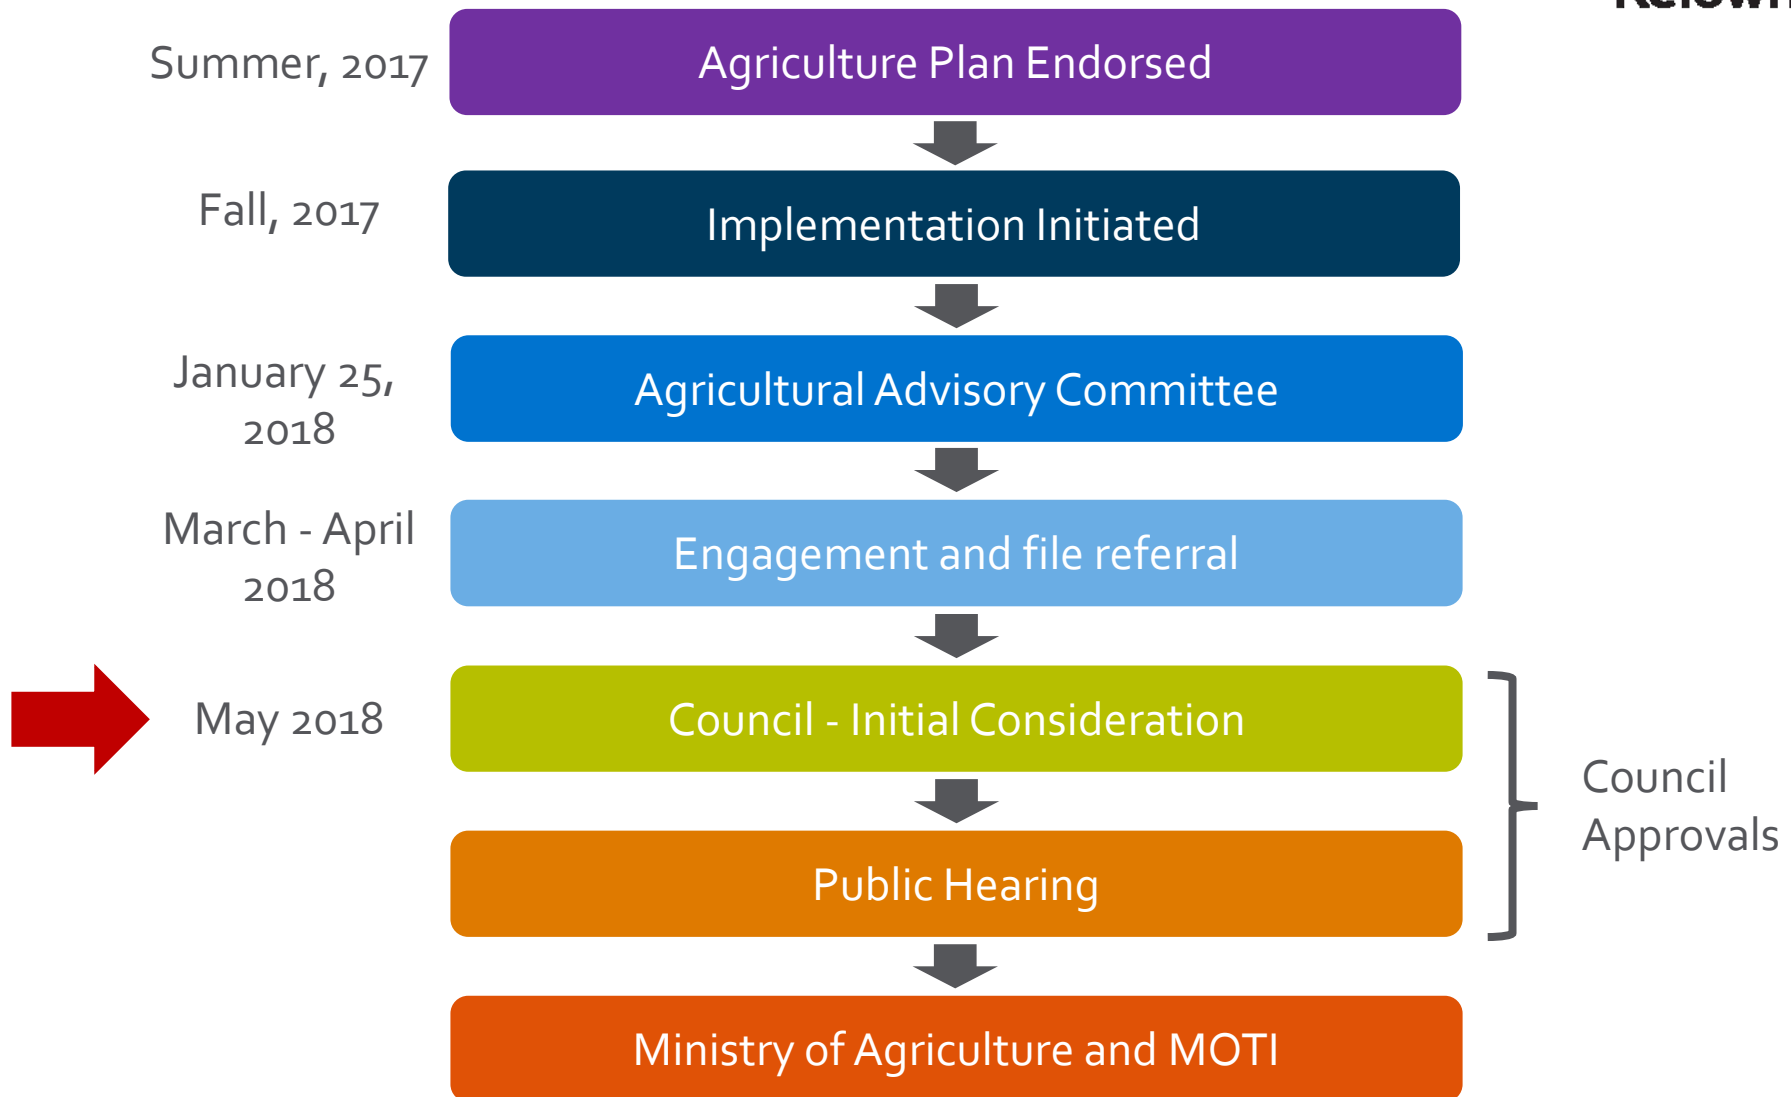 Summer, 2017
Agriculture Plan Endorsed
Fall, 2017
Implementation Initiated
January 25,
2018
Agricultural Advisory Committee
March - April
2018
Engagement and file referral
May 2018
Council - Initial Consideration
Council
Approvals
Public Hearing
Ministry of Agriculture and MOTI